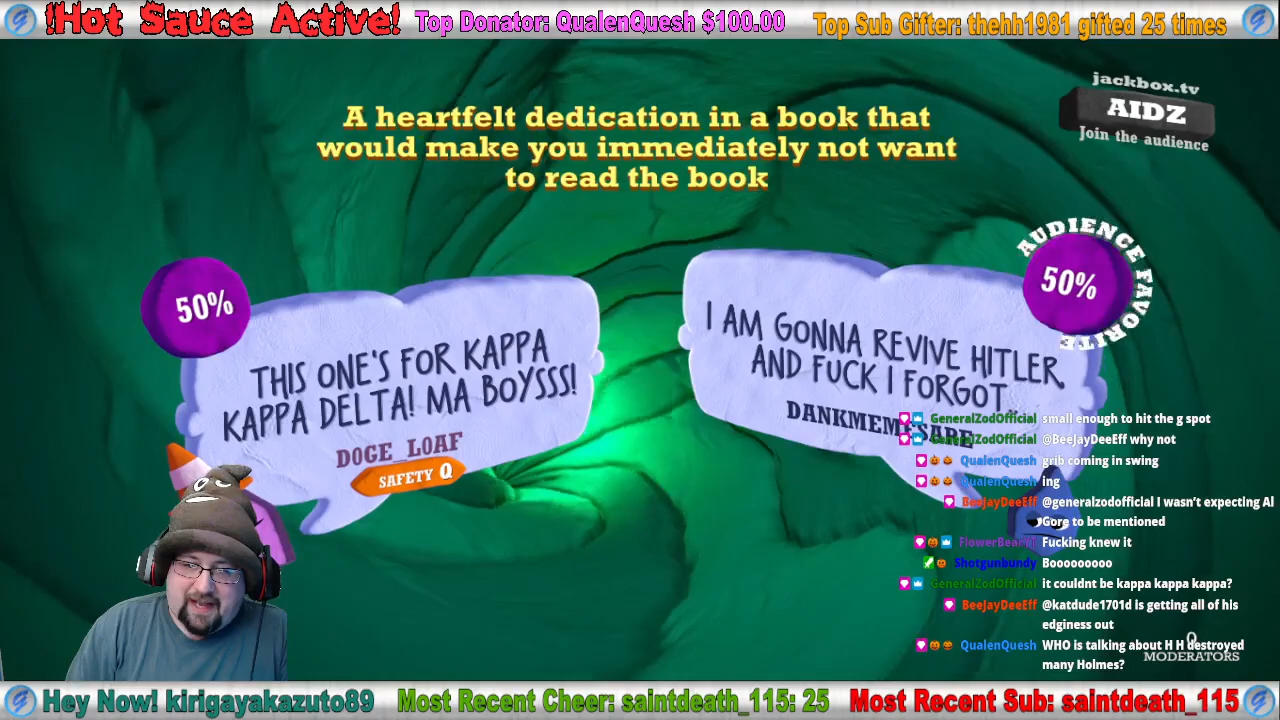 !Hot Sauce Active!
Top Donator: QualenQuesh $100.00
Top Sub Gifter: thehh1981 gifted 25 times
jackbox.tv
AIDZ
Join the audience
A heartfelt dedication in a book that
would make you immediately not want
to read the book
50%
THIS ONE'S FOR KAPPA
KAPPA DELTA! MA BOYSSS!
DOGE_LOAF
SAFETY Q
AUDIENCE FAVORITE
50%
I AM GONNA REVIVE HITLER
AND FUCK I FORGOT
DANKMEMESARE
GeneralZodOfficial small enough to hit the g spot
GeneralZodOfficial @BeeJayDeeEff why not
QualenQuesh grib coming in swing
QualenQuesh ing
BeeJayDeeEff @generalzodofficial I wasn't expecting Al
Gore to be mentioned
Fucking knew it
Shotgunbundy Booooooooo
GeneralZodOfficial it couldnt be kappa kappa kappa?
BeeJayDeeEff @katdude1701d is getting all of his
edginess out
QualenQuesh WHO is talking about H H destroyed
many Holmes?
0
MODERATORS
Hey Now! kirigayakazuto89
Most Recent Cheer: saintdeath_115: 25
Most Recent Sub: saintdeath_115